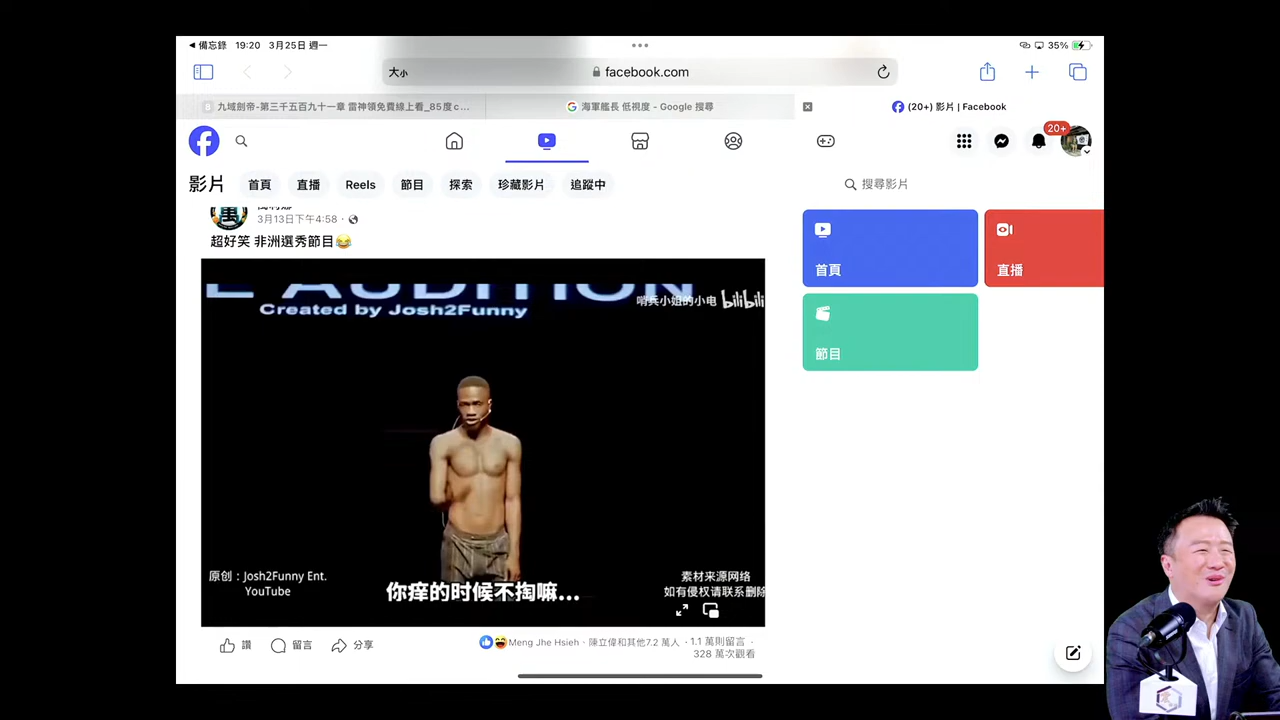 ◀ 備忘錄 19:20 3月25日 週一
35%
大小
facebook.com
九域劍帝-第三千五百九十一章 雷神領免費線上看_85度c...
海軍艦長 低視度 - Google 搜尋
(20+) 影片 | Facebook
20+
影片
首頁
直播
Reels
節目
探索
珍藏影片
追蹤中
搜尋影片
3月13日下午4:58
超好笑 非洲選秀節目😂
首頁
直播
節目
E AUDITION
Created by Josh2Funny
哨兵小姐的小电 bilibili
原创：Josh2Funny Ent.
YouTube
你痒的时候不掏嘛...
素材来源网络
如有侵权请联系删除
讚
留言
分享
Meng Jhe Hsieh、陳立偉和其他7.2 萬人
1.1 萬則留言
328 萬次觀看